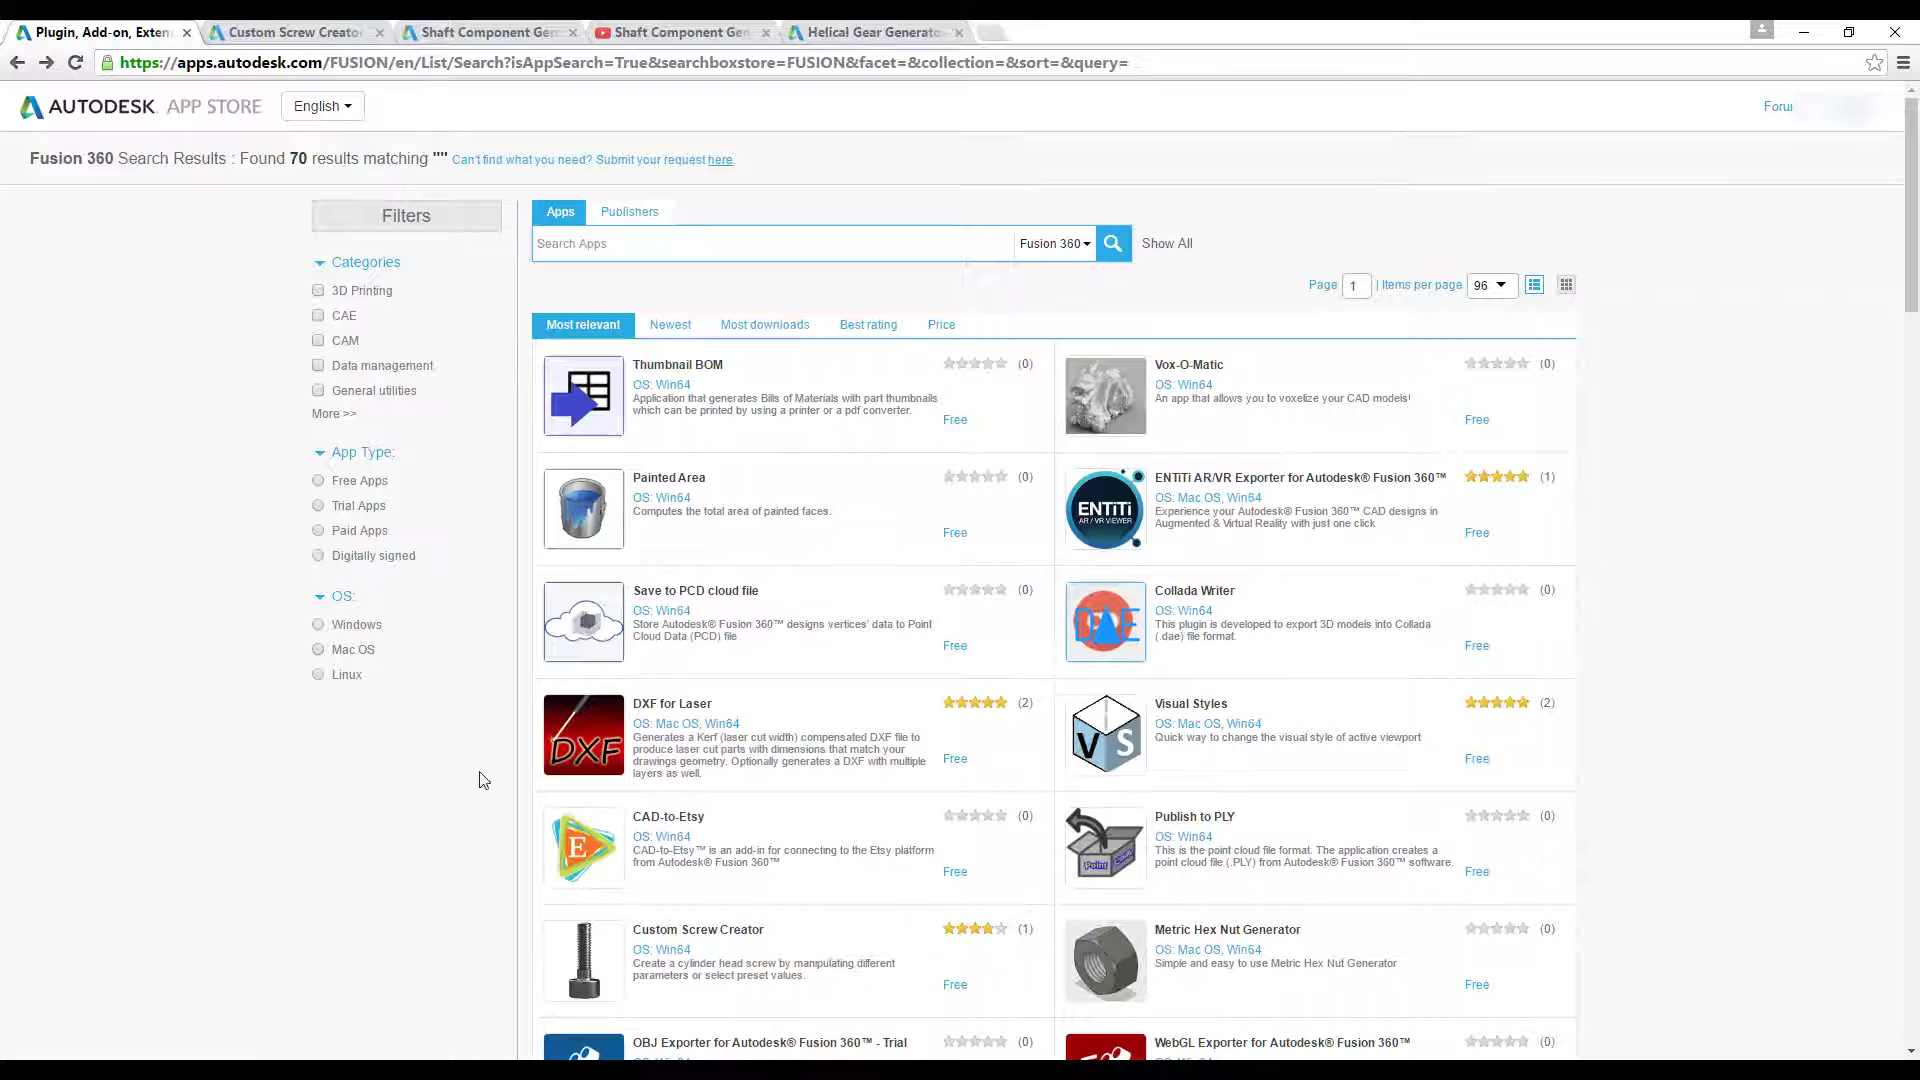 Plugin, Add-on, Exten
Custom Screw Creato
Shaft Component Gen
Shaft Component Ge
Helical Gear Generato
https://apps.autodesk.com/FUSION/en/List/Search?isAppSearch=True&searchboxstore=FUSION&facet=&collection=&sort=&query=
AUTODESK APP STORE
English
Foru
Fusion 360 Search Results : Found 70 results matching "" Can't find what you need? Submit your request here.
Filters
Categories
3D Printing
CAE
CAM
Data management
General utilities
More >>
App Type:
Free Apps
Trial Apps
Paid Apps
Digitally signed
OS:
Windows
Mac OS
Linux
Apps
Publishers
Search Apps
Fusion 360
Show All
Page 1 | Items per page 96
Most relevant
Newest
Most downloads
Best rating
Price
Thumbnail BOM
(0)
OS: Win64
Application that generates Bills of Materials with part thumbnails
which can be printed by using a printer or a pdf converter.
Free
Vox-O-Matic
(0)
OS: Win64
An app that allows you to voxelize your CAD models!
Free
Painted Area
(0)
OS: Win64
Computes the total area of painted faces.
Free
ENTiTi
AR / VR VIEWER
ENTiTi AR/VR Exporter for Autodesk® Fusion 360™
(1)
OS: Mac OS, Win64
Experience your Autodesk® Fusion 360™ CAD designs in
Augmented & Virtual Reality with just one click
Free
Save to PCD cloud file
(0)
OS: Win64
Store Autodesk® Fusion 360™ designs vertices' data to Point
Cloud Data (PCD) file
Free
DAE
Collada Writer
(0)
OS: Win64
This plugin is developed to export 3D models into Collada
(.dae) file format.
Free
DXF
DXF for Laser
(2)
OS: Mac OS, Win64
Generates a Kerf (laser cut width) compensated DXF file to
produce laser cut parts with dimensions that match your
drawings geometry. Optionally generates a DXF with multiple
layers as well.
Free
V S
Visual Styles
(2)
OS: Mac OS, Win64
Quick way to change the visual style of active viewport
Free
E
CAD-to-Etsy
(0)
OS: Win64
CAD-to-Etsy™ is an add-in for connecting to the Etsy platform
from Autodesk® Fusion 360™
Free
Point Cloud
Publish to PLY
(0)
OS: Win64
This is the point cloud file format. The application creates a
point cloud file (.PLY) from Autodesk® Fusion 360™ software.
Free
Custom Screw Creator
(1)
OS: Win64
Create a cylinder head screw by manipulating different
parameters or select preset values.
Free
Metric Hex Nut Generator
(0)
OS: Mac OS, Win64
Simple and easy to use Metric Hex Nut Generator
Free
OBJ Exporter for Autodesk® Fusion 360™ - Trial
(0)
WebGL Exporter for Autodesk® Fusion 360™
(0)